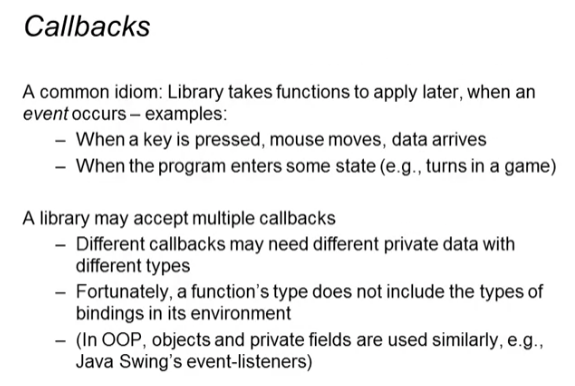 Callbacks
A common idiom: Library takes functions to apply later, when an
event occurs – examples:
– When a key is pressed, mouse moves, data arrives
– When the program enters some state (e.g., turns in a game)
A library may accept multiple callbacks
– Different callbacks may need different private data with
different types
– Fortunately, a function's type does not include the types of
bindings in its environment
– (In OOP, objects and private fields are used similarly, e.g.,
Java Swing's event-listeners)